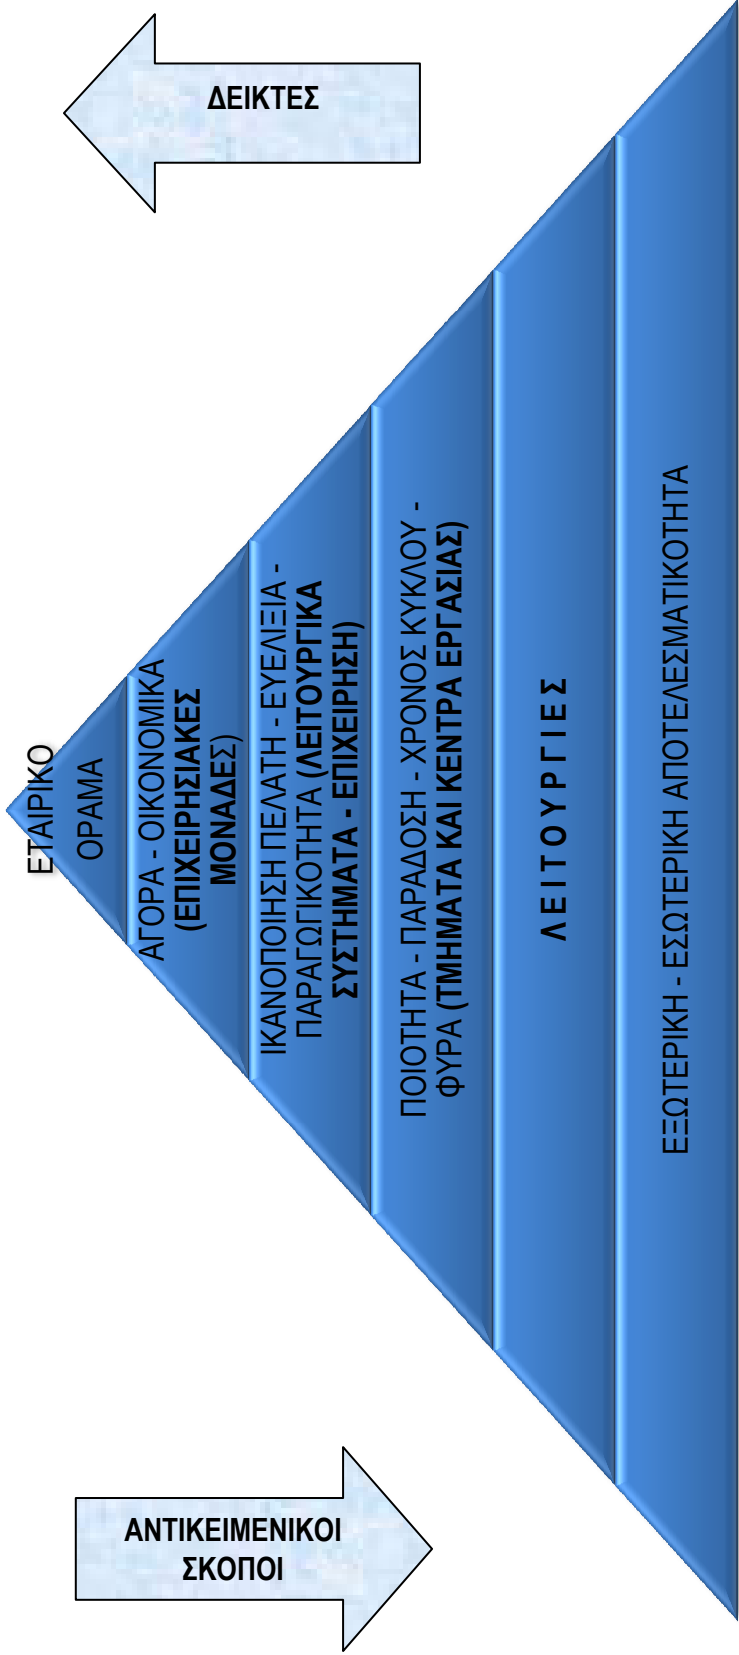 ΔΕΙΚΤΕΣ
ΕΤΑΙΡΙΚΟ
ΟΡΑΜΑ
ΑΓΟΡΑ - ΟΙΚΟΝΟΜΙΚΑ
(ΕΠΙΧΕΙΡΗΣΙΑΚΕΣ
ΜΟΝΑΔΕΣ)
ΙΚΑΝΟΠΟΙΗΣΗ ΠΕΛΑΤΗ - ΕΥΕΛΙΞΙΑ -
ΠΑΡΑΓΩΓΙΚΟΤΗΤΑ (ΛΕΙΤΟΥΡΓΙΚΑ
ΣΥΣΤΗΜΑΤΑ - ΕΠΙΧΕΙΡΗΣΗ)
ΠΟΙΟΤΗΤΑ - ΠΑΡΑΔΟΣΗ - ΧΡΟΝΟΣ ΚΥΚΛΟΥ -
ΦΥΡΑ (ΤΜΗΜΑΤΑ ΚΑΙ ΚΕΝΤΡΑ ΕΡΓΑΣΙΑΣ)
ΛΕΙΤΟΥΡΓΙΕΣ
ΕΞΩΤΕΡΙΚΗ - ΕΣΩΤΕΡΙΚΗ ΑΠΟΤΕΛΕΣΜΑΤΙΚΟΤΗΤΑ
ΑΝΤΙΚΕΙΜΕΝΙΚΟΙ
ΣΚΟΠΟΙ